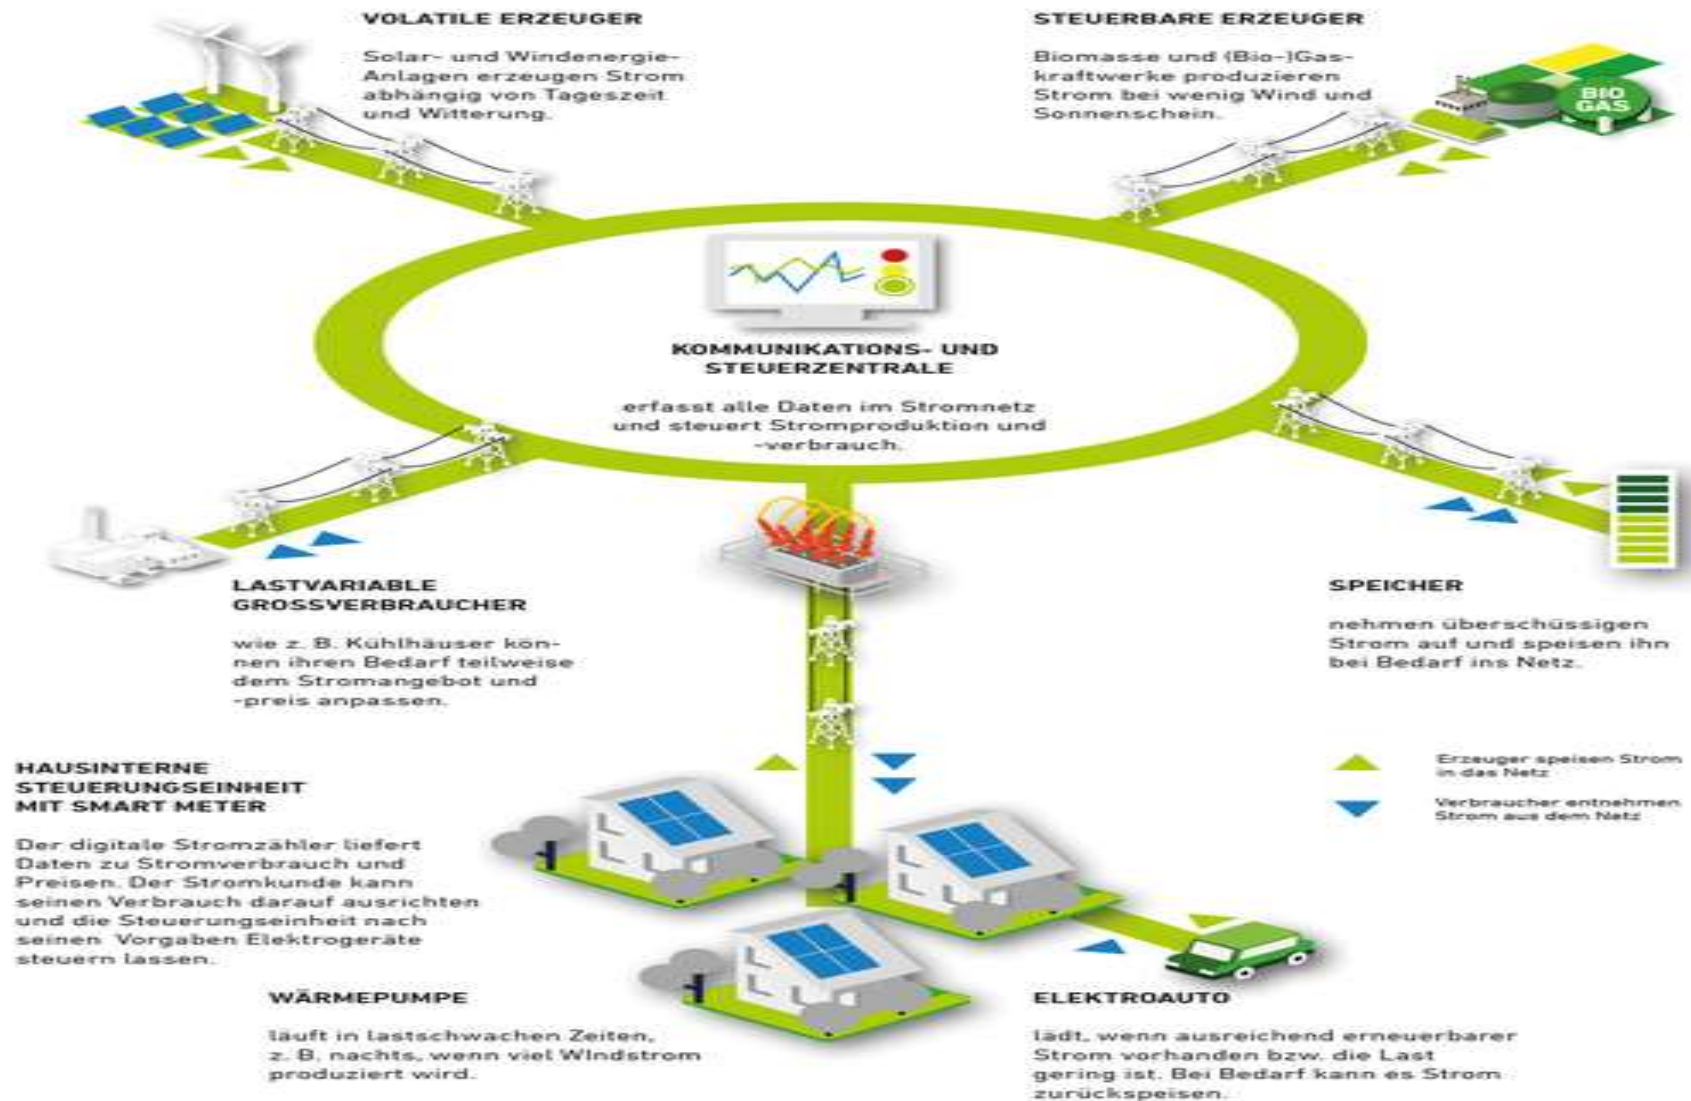 VOLATILE ERZEUGER
Solar- und Windenergie-
Anlagen erzeugen Strom
abhängig von Tageszeit
und Witterung.
STEUERBARE ERZEUGER
Biomasse und (Bio-)Gas-
kraftwerke produzieren
Strom bei wenig Wind und
Sonnenschein.
BIO
GAS
KOMMUNIKATIONS- UND
STEUERZENTRALE
erfasst alle Daten im Stromnetz
und steuert Stromproduktion und
-verbrauch.
LASTVARIABLE
GROSSVERBRAUCHER
wie z. B. Kühlhäuser kön-
nen ihren Bedarf teilweise
dem Stromangebot und
-preis anpassen.
SPEICHER
nehmen überschüssigen
Strom auf und speisen ihn
bei Bedarf ins Netz.
HAUSINTERNE
STEUERUNGSEINHEIT
MIT SMART METER
Der digitale Stromzähler liefert
Daten zu Stromverbrauch und
Preisen. Der Stromkunde kann
seinen Verbrauch darauf ausrichten
und die Steuerungseinheit nach
seinen Vorgaben Elektrogeräte
steuern lassen.
Erzeuger speisen Strom
in das Netz
Verbraucher entnehmen
Strom aus dem Netz
WÄRMEPUMPE
läuft in lastschwachen Zeiten,
z. B. nachts, wenn viel WIndstrom
produziert wird.
ELEKTROAUTO
lädt, wenn ausreichend erneuerbarer
Strom vorhanden bzw. die Last
gering ist. Bei Bedarf kann es Strom
zurückspeisen.